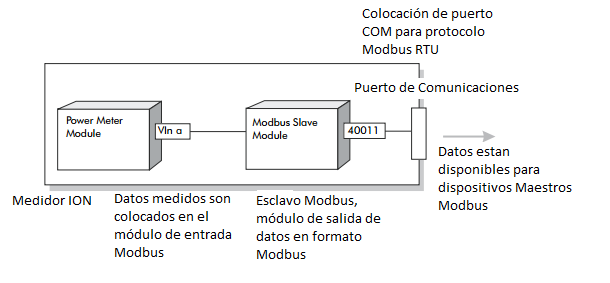 Colocación de puerto
COM para protocolo
Modbus RTU
Puerto de Comunicaciones
Power Meter
Module
Vln a
Modbus Slave
Module
40011
Datos estan
disponibles para
dispositivos Maestros
Modbus
Medidor ION
Datos medidos son
colocados en el
módulo de entrada
Modbus
Esclavo Modbus,
módulo de salida de
datos en formato
Modbus